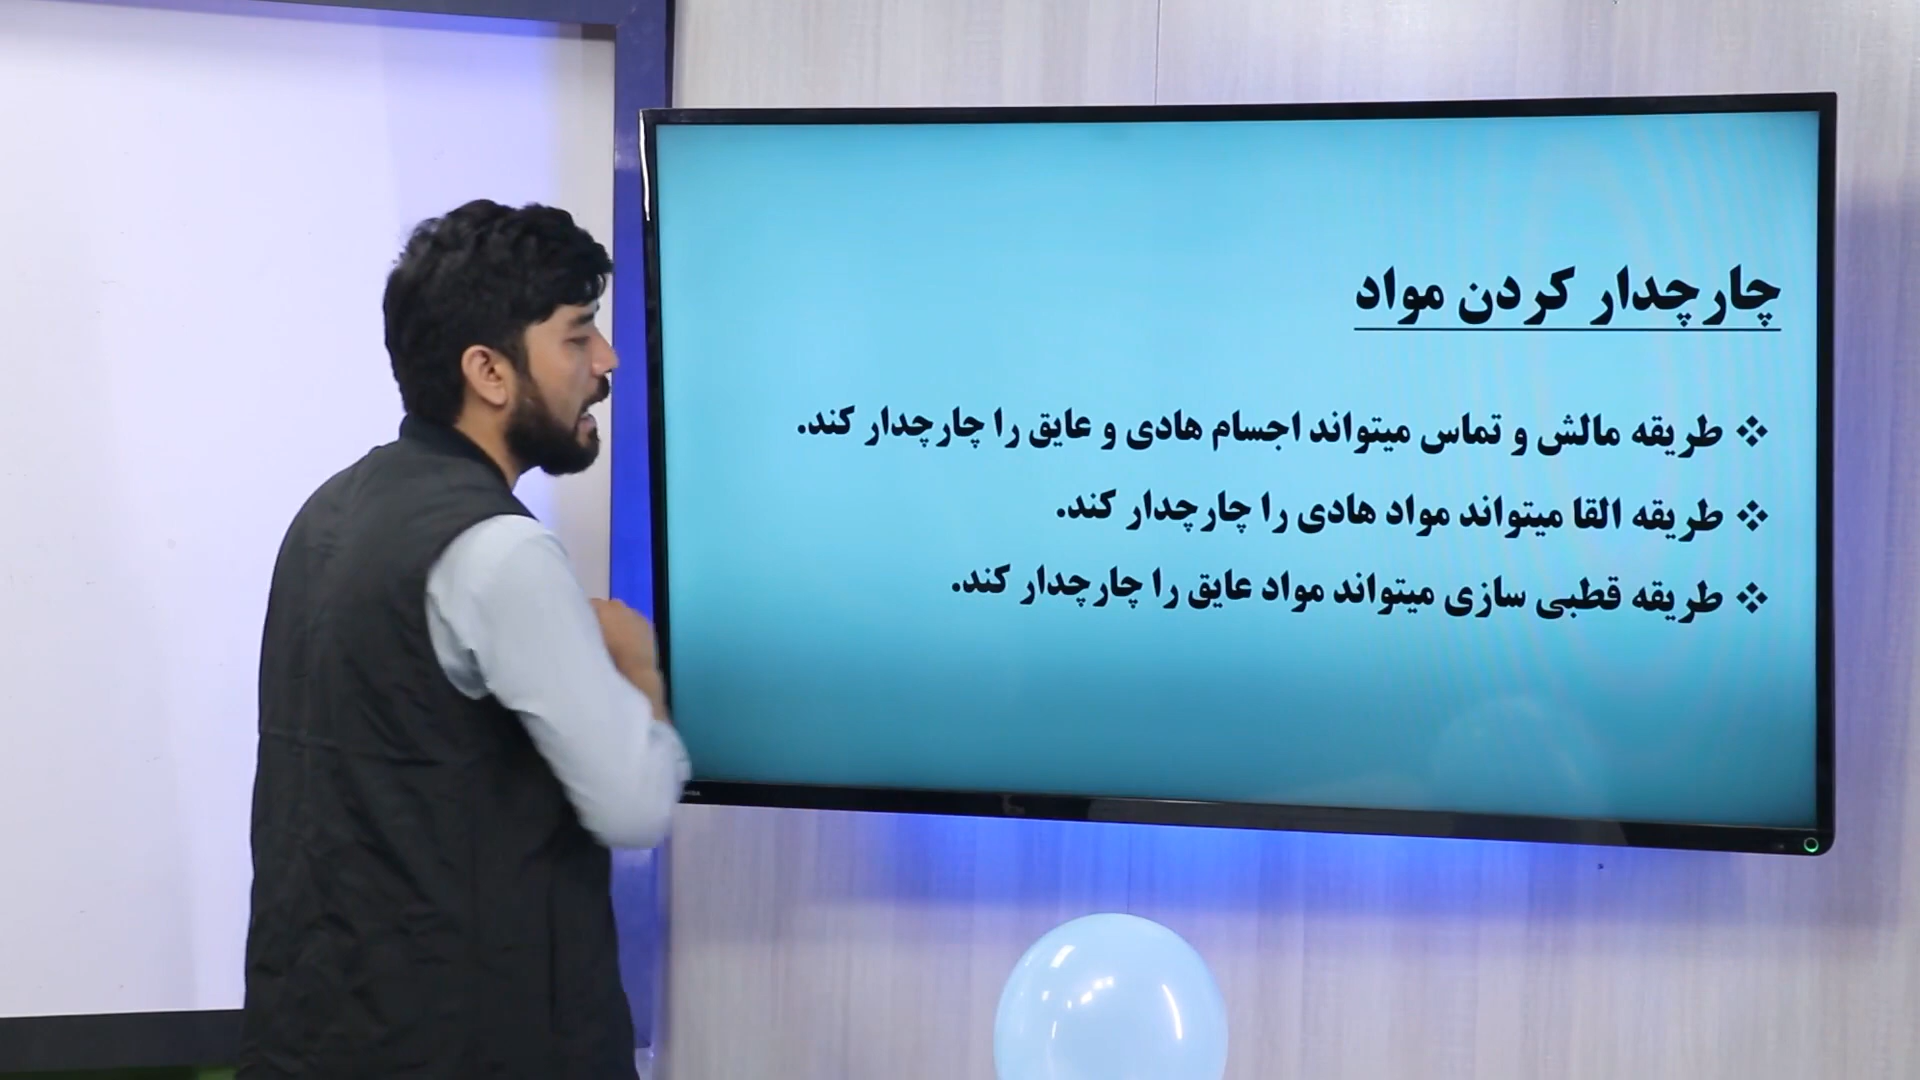 چارچدار کردن مواد
❖ طریقه مالش و تماس میتواند اجسام هادی و عایق را چارچدار کند.
❖ طریقه القا میتواند مواد هادی را چارچدار کند.
❖ طریقه قطبی سازی میتواند مواد عایق را چارچدار کند.